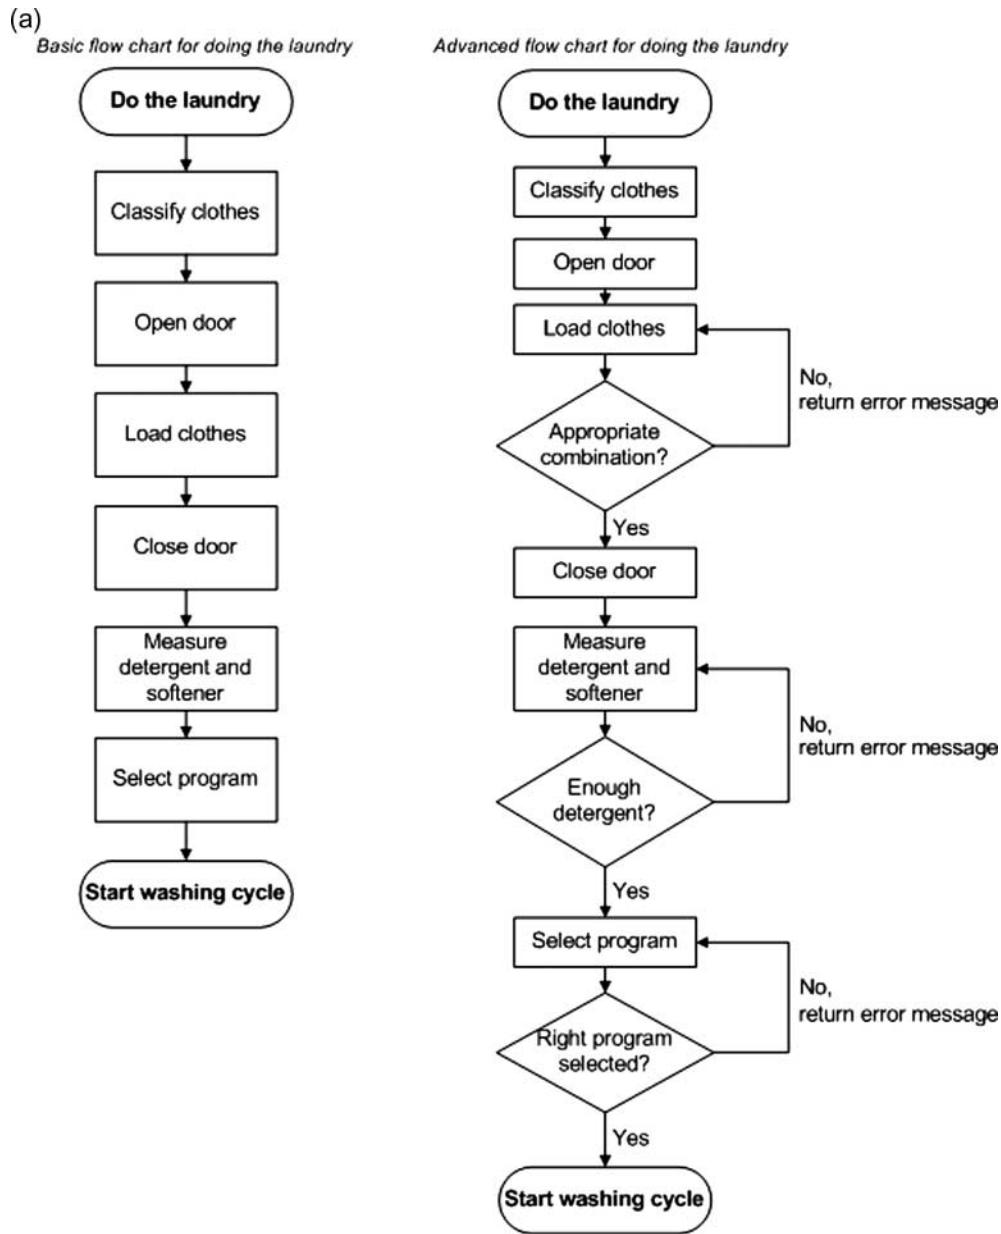 (a)
Basic flow chart for doing the laundry
Do the laundry
Classify clothes
Open door
Load clothes
Close door
Measure
detergent and
softener
Select program
Start washing cycle
Advanced flow chart for doing the laundry
Do the laundry
Classify clothes
Open door
Load clothes
No,
return error message
Appropriate
combination?
Yes
Close door
Measure
detergent and
softener
No,
return error message
Enough
detergent?
Yes
Select program
No,
return error message
Right program
selected?
Yes
Start washing cycle